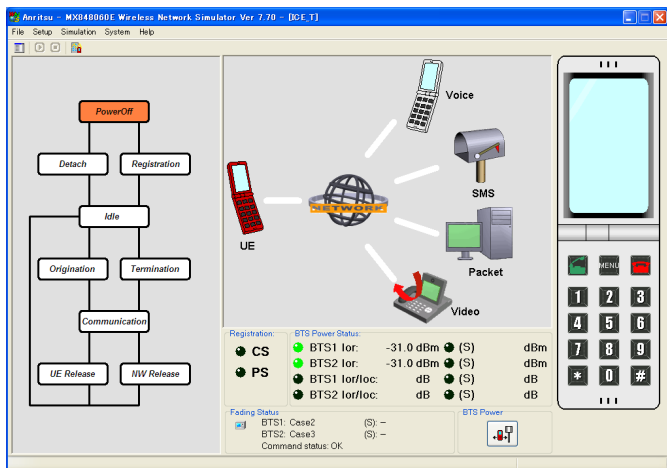 Anritsu - MX848060E Wireless Network Simulator Ver 7.70 - [ICE_T]
File Setup Simulation System Help
PowerOff
Detach
Registration
Idle
Origination
Termination
Communication
UE Release
NW Release
Voice
SMS
UE
NETWORK
Packet
Video
Registration:
CS
PS
BTS Power Status:
BTS1 Ior: -31.0 dBm (S) dBm
BTS2 Ior: -31.0 dBm (S) dBm
BTS1 Ior/Ioc: dB (S) dB
BTS2 Ior/Ioc: dB (S) dB
Fading Status
BTS1: Case2 (S): –
BTS2: Case3 (S): –
Command status: OK
BTS Power
MENU
1 2 3
4 5 6
7 8 9
* 0 #